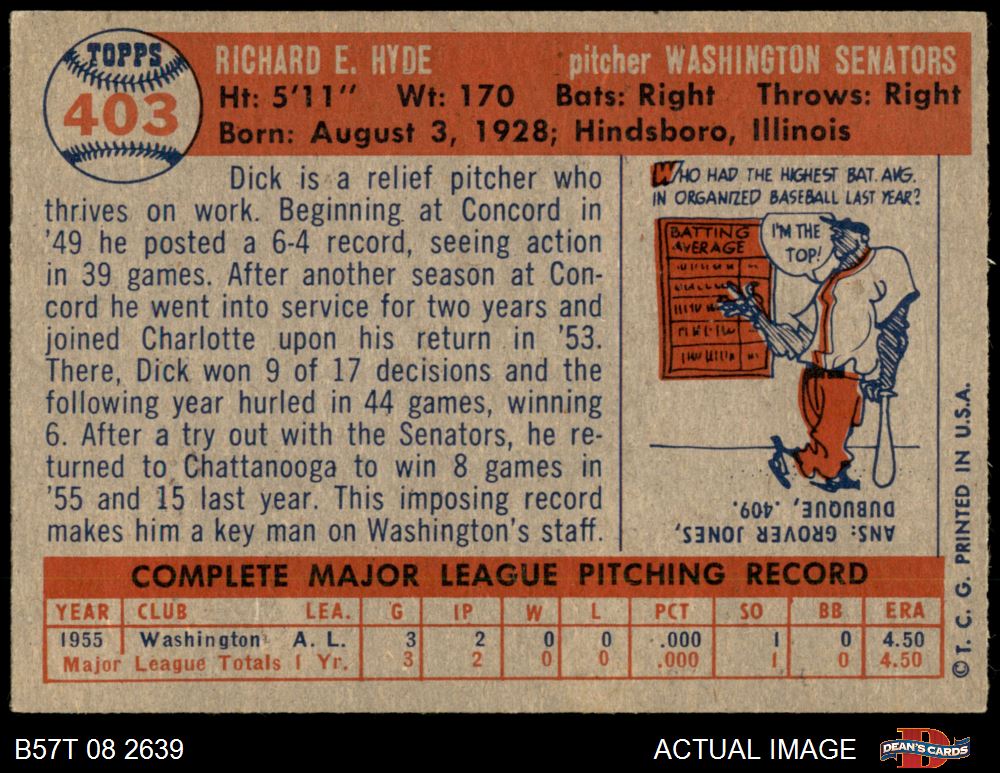 TOPPS
403
RICHARD E. HYDE pitcher WASHINGTON SENATORS
Ht: 5'11" Wt: 170 Bats: Right Throws: Right
Born: August 3, 1928; Hindsboro, Illinois
Dick is a relief pitcher who
thrives on work. Beginning at Concord in
'49 he posted a 6-4 record, seeing action
in 39 games. After another season at Con-
cord he went into service for two years and
joined Charlotte upon his return in '53.
There, Dick won 9 of 17 decisions and the
following year hurled in 44 games, winning
6. After a try out with the Senators, he re-
turned to Chattanooga to win 8 games in
'55 and 15 last year. This imposing record
makes him a key man on Washington's staff.
WHO HAD THE HIGHEST BAT. AVG.
IN ORGANIZED BASEBALL LAST YEAR?
BATTING
AVERAGE
I'M THE
TOP!
ANS: GROVER JONES,
DUBUQUE, .409.
©T. C. G. PRINTED IN U.S.A.
COMPLETE MAJOR LEAGUE PITCHING RECORD
YEAR CLUB LEA. G IP W L PCT SO BB ERA
1955 Washington A. L. 3 2 0 0 .000 1 0 4.50
Major League Totals 1 Yr. 3 2 0 0 .000 1 0 4.50
B57T 08 2639 ACTUAL IMAGE DEAN'S CARDS